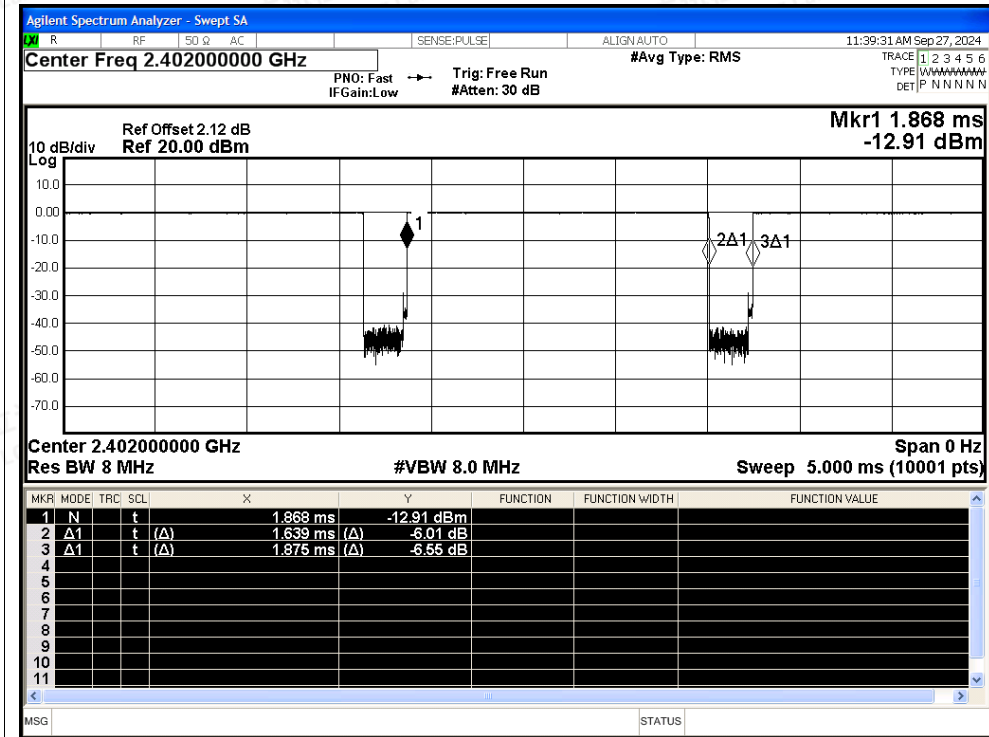 Agilent Spectrum Analyzer - Swept SA
LXI R RF 50 Ω AC SENSE:PULSE ALIGN AUTO 11:39:31 AM Sep 27, 2024
Center Freq 2.402000000 GHz #Avg Type: RMS TRACE 1 2 3 4 5 6
PNO: Fast Trig: Free Run TYPE
IFGain:Low #Atten: 30 dB DET P N N N N N
Mkr1 1.868 ms
Ref Offset 2.12 dB
10 dB/div Ref 20.00 dBm -12.91 dBm
Log
10.0
0.00
1
-10.0
2Δ1 3Δ1
-20.0
-30.0
-40.0
-50.0
-60.0
-70.0
Center 2.402000000 GHz Span 0 Hz
Res BW 8 MHz #VBW 8.0 MHz Sweep 5.000 ms (10001 pts)
MKR MODE TRC SCL X Y FUNCTION FUNCTION WIDTH FUNCTION VALUE
1 N t 1.868 ms -12.91 dBm
2 Δ1 t (Δ) 1.639 ms (Δ) -6.01 dB
3 Δ1 t (Δ) 1.875 ms (Δ) -6.55 dB
4
5
6
7
8
9
10
11
MSG STATUS